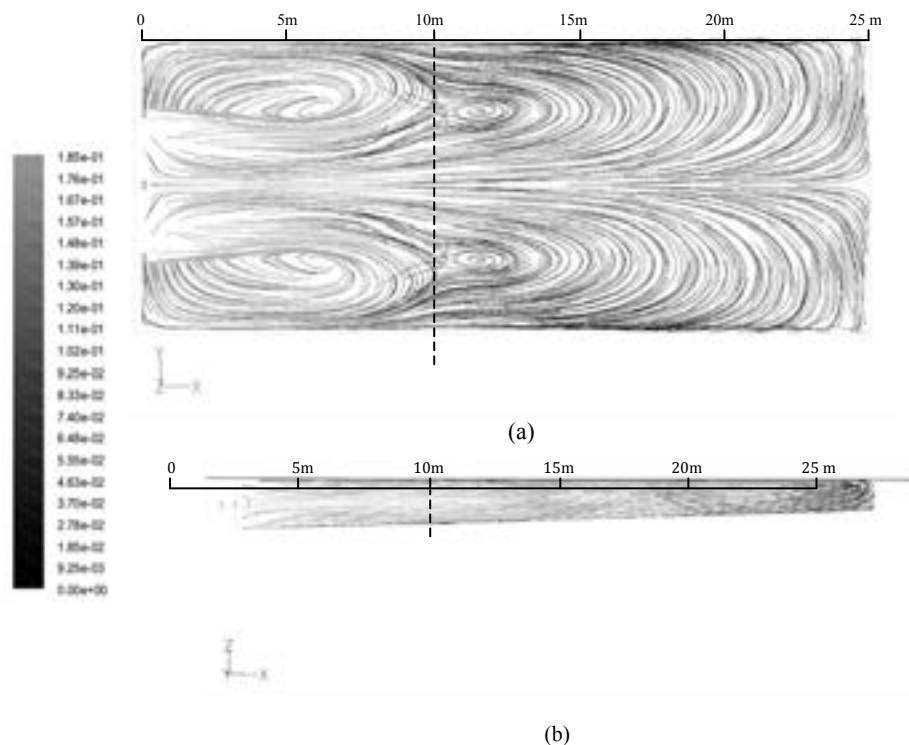 0 5m 10m 15m 20m 25 m
1.85e-01
1.76e-01
1.67e-01
1.57e-01
1.48e-01
1.39e-01
1.30e-01
1.20e-01
1.11e-01
1.02e-01
9.25e-02
8.33e-02
7.40e-02
6.48e-02
5.55e-02
4.63e-02
3.70e-02
2.78e-02
1.85e-02
9.25e-03
0.00e+00
Y
Z X
(a)
0 5m 10m 15m 20m 25 m
Z
Y X
(b)